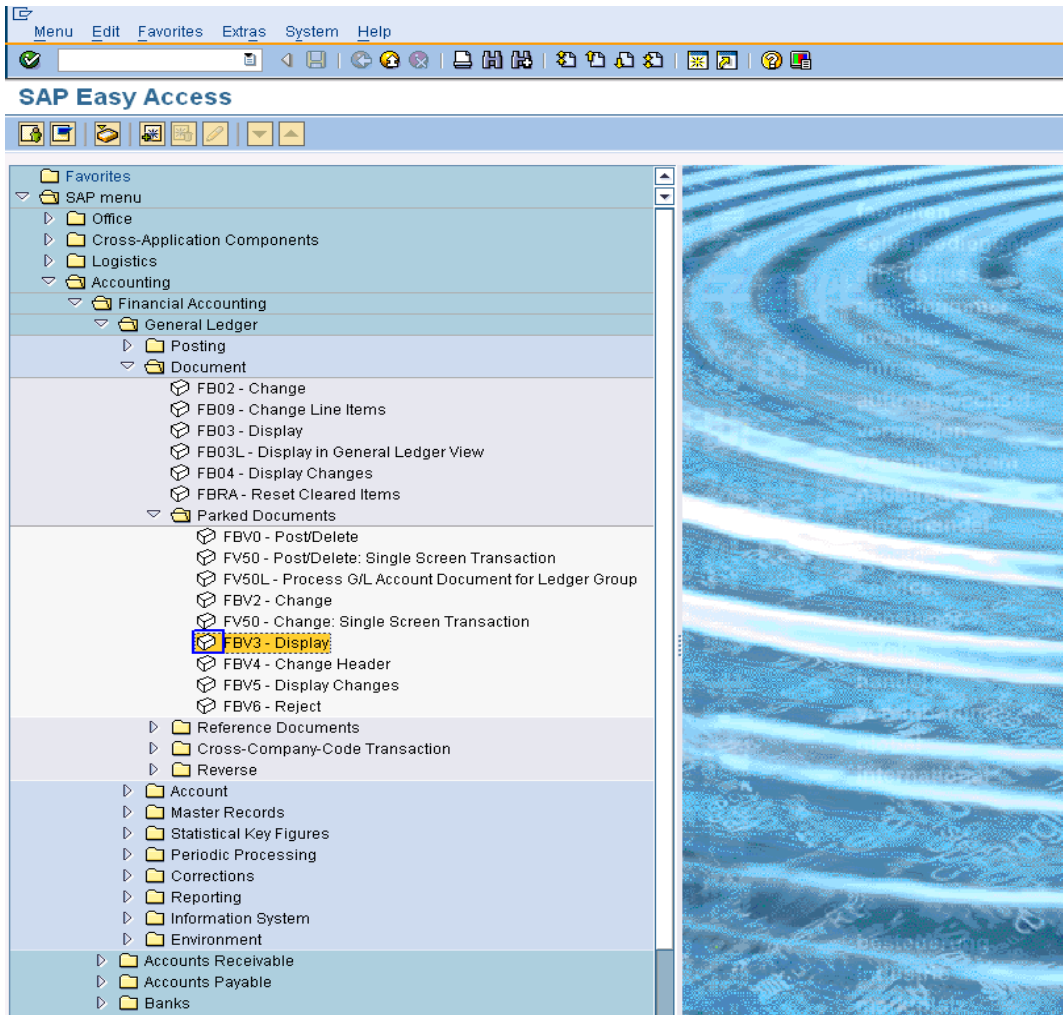 Menu Edit Favorites Extras System Help
SAP Easy Access
Favorites
SAP menu
Office
Cross-Application Components
Logistics
Accounting
Financial Accounting
General Ledger
Posting
Document
FB02 - Change
FB09 - Change Line Items
FB03 - Display
FB03L - Display in General Ledger View
FB04 - Display Changes
FBRA - Reset Cleared Items
Parked Documents
FBV0 - Post/Delete
FV50 - Post/Delete: Single Screen Transaction
FV50L - Process G/L Account Document for Ledger Group
FBV2 - Change
FV50 - Change: Single Screen Transaction
FBV3 - Display
FBV4 - Change Header
FBV5 - Display Changes
FBV6 - Reject
Reference Documents
Cross-Company-Code Transaction
Reverse
Account
Master Records
Statistical Key Figures
Periodic Processing
Corrections
Reporting
Information System
Environment
Accounts Receivable
Accounts Payable
Banks
international
besteuerung